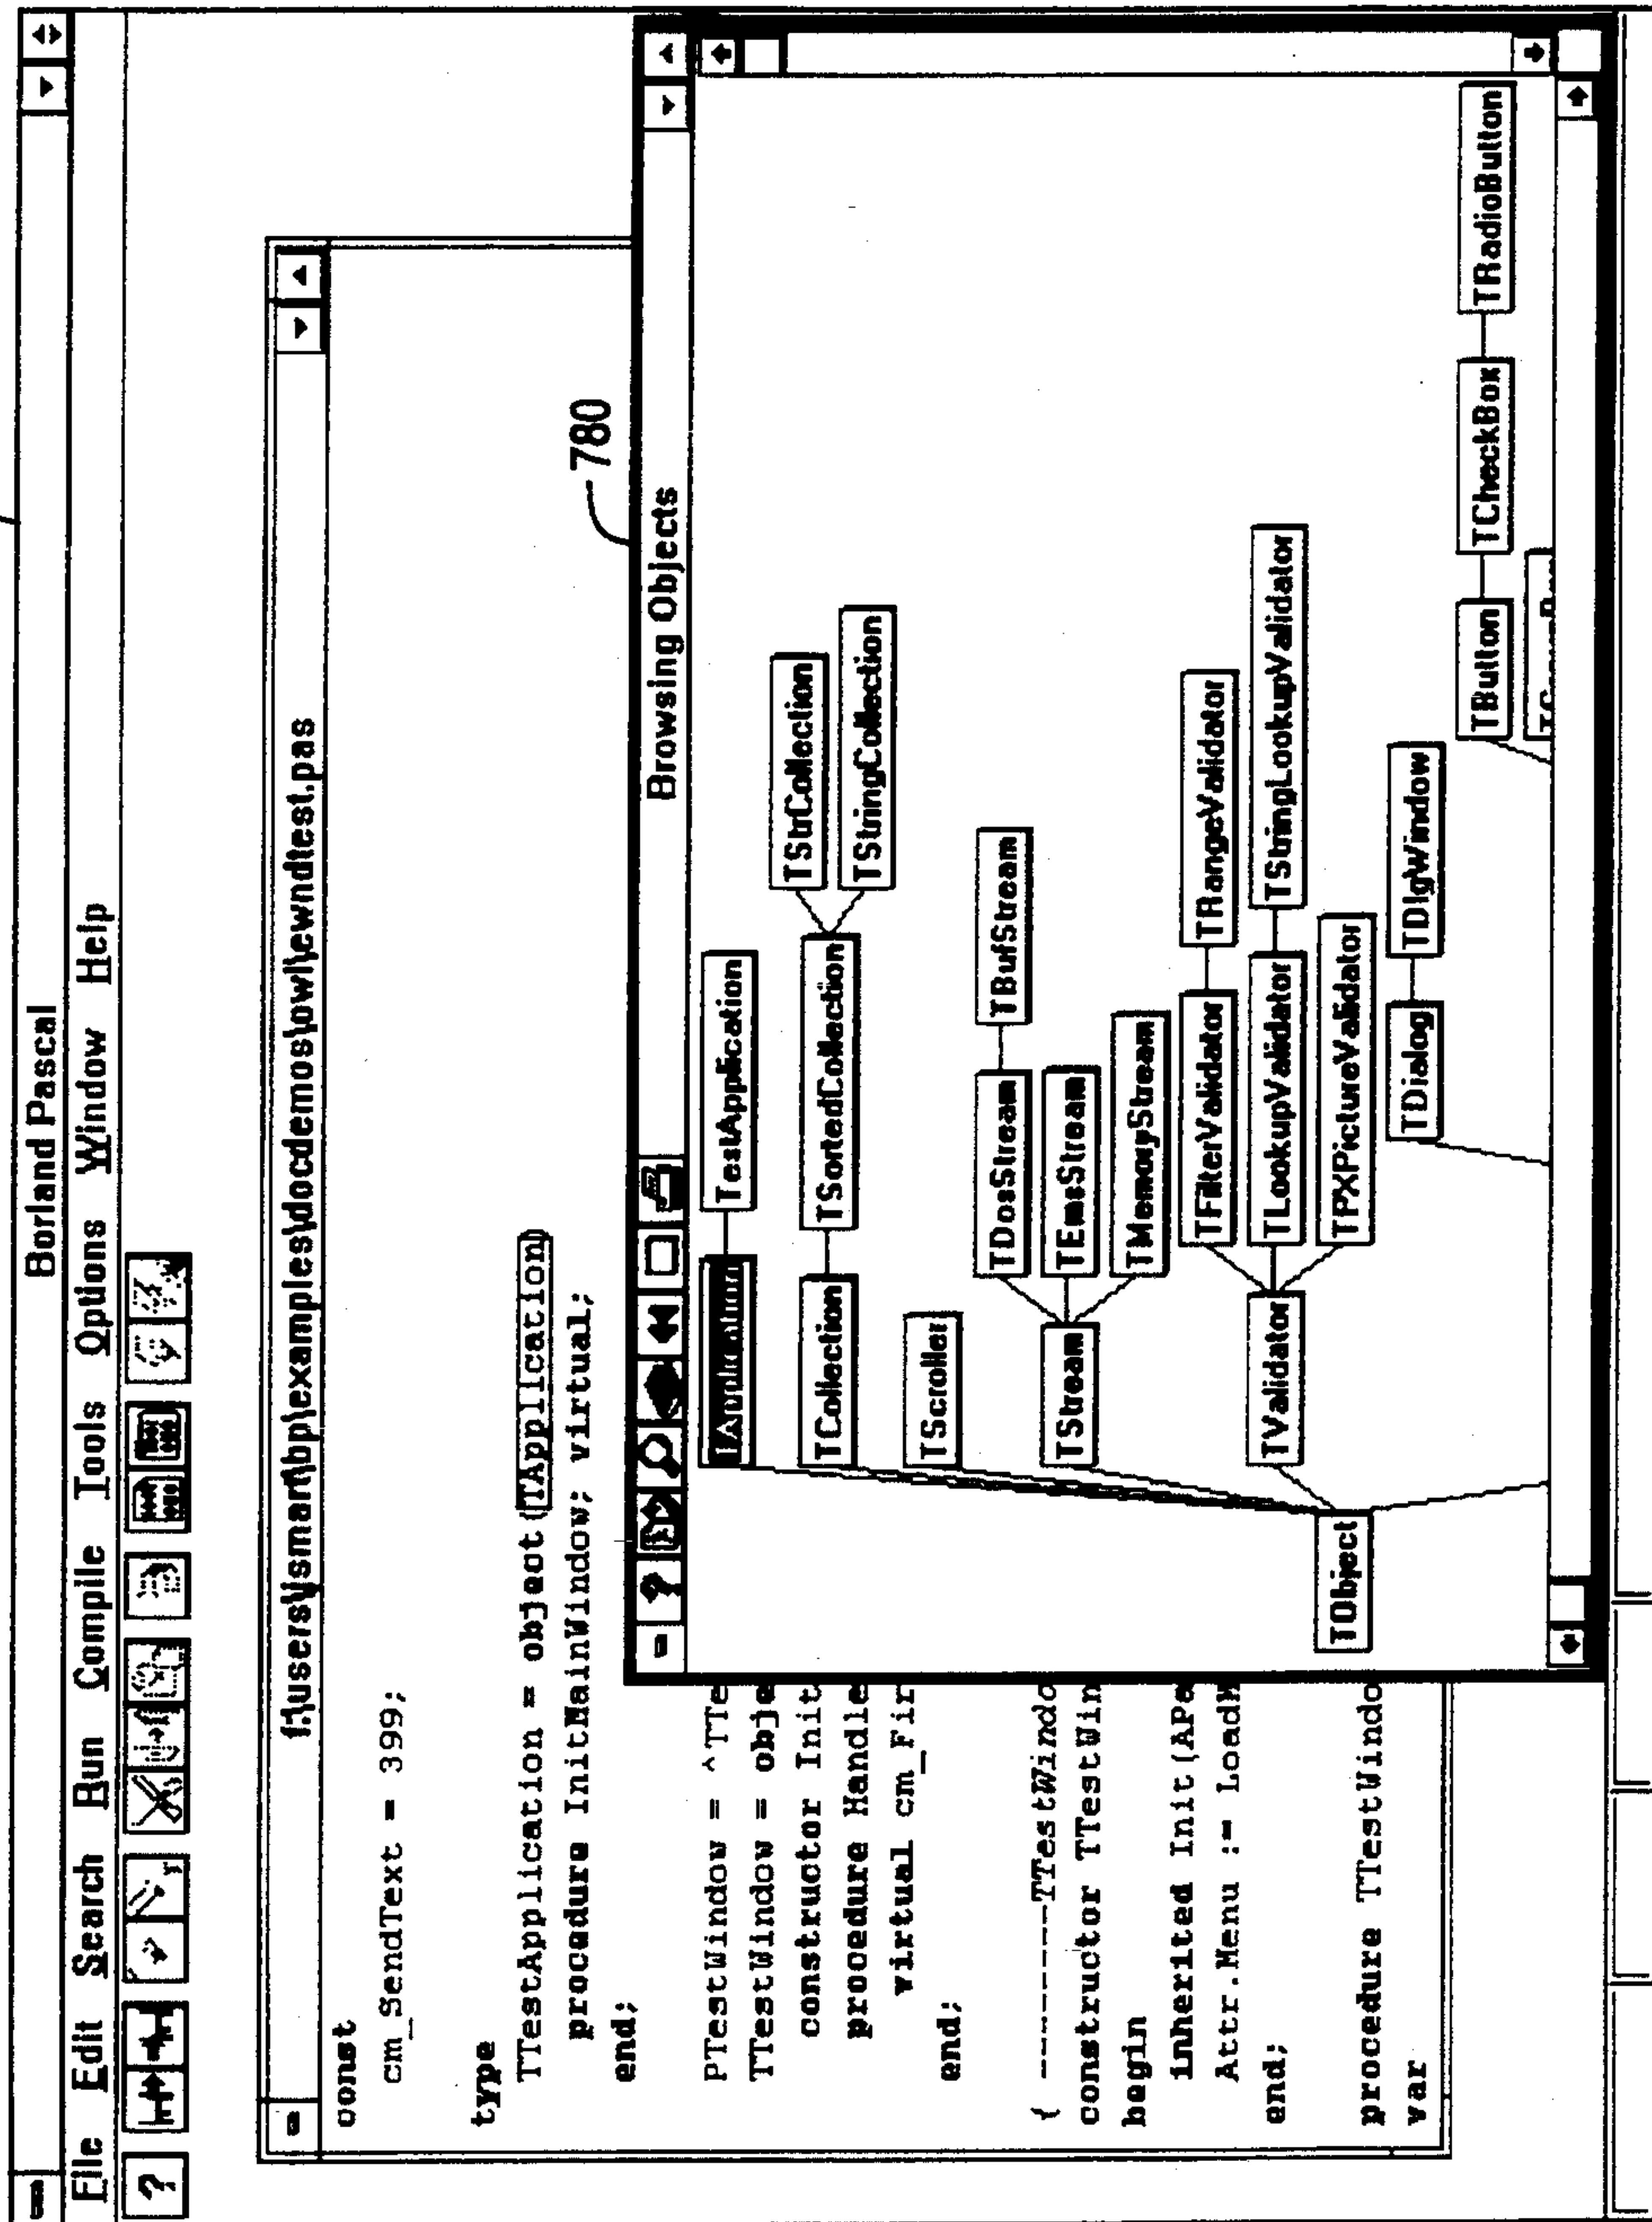 Borland Pascal
File Edit Search Run Compile Tools Options Window Help
f:\users\lsmart\bp\examples\docdemos\owl\ewndtest.pas
const
cm_SendText = 399;
type
TTestApplication = object(TApplication)
procedure InitMainWindow; virtual;
end;
PTestWindow = ^TTe
TTestWindow = obje
constructor Init
procedure Handle
virtual cm_Fir
end;
{ ---------TTestWindo
constructor TTestWin
begin
inherited Init(APa
Attr.Menu := LoadM
end;
procedure TTestWindo
var
780
Browsing Objects
TApplication TTestApplication
TStrCollection
TCollection TSortedCollection
TStringCollection
TScroller
TDosStream TBufStream
TStream TEmsStream
TMemoryStream
TFilterValidator TRangeValidator
TValidator TLookupValidator TStringLookupValidator
TObject
TPXPictureValidator
TDialog TDlgWindow
TButton TCheckBox TRadioButton